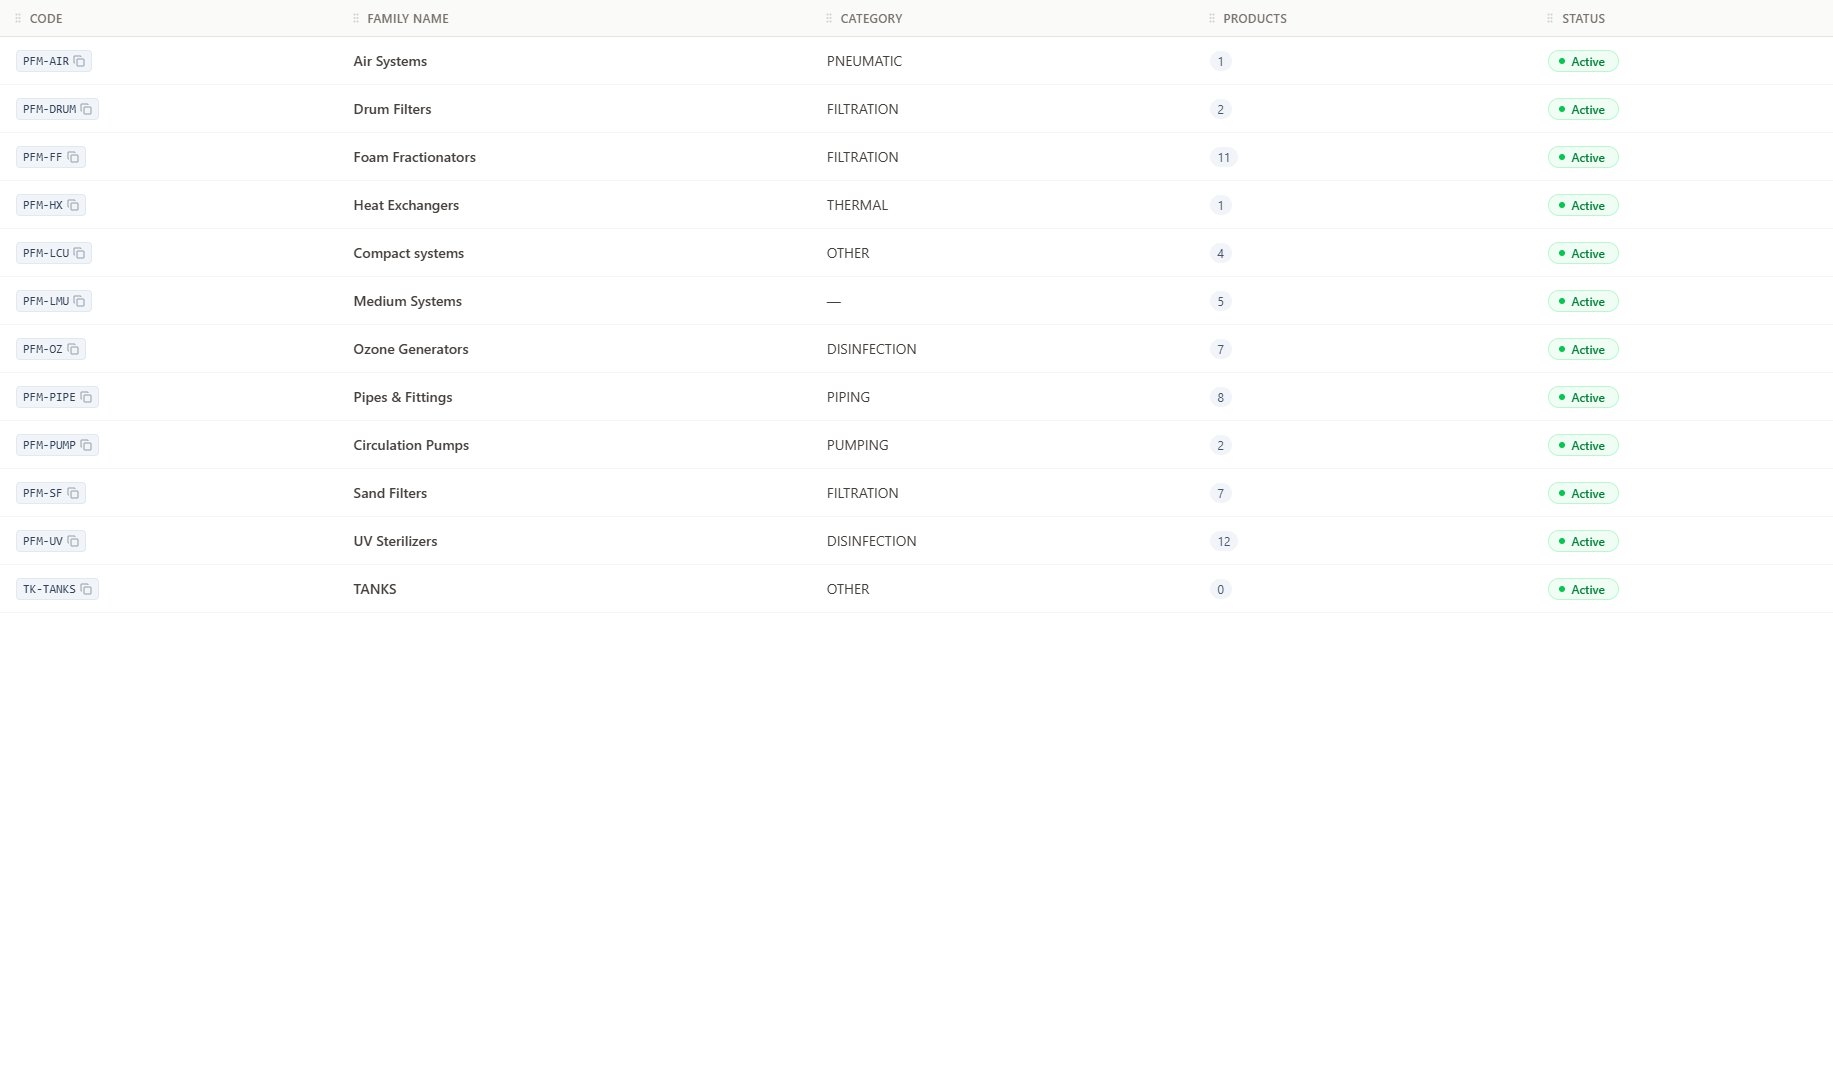 CODE FAMILY NAME CATEGORY PRODUCTS STATUS
PFM-AIR Air Systems PNEUMATIC 1 Active
PFM-DRUM Drum Filters FILTRATION 2 Active
PFM-FF Foam Fractionators FILTRATION 11 Active
PFM-HX Heat Exchangers THERMAL 1 Active
PFM-LCU Compact systems OTHER 4 Active
PFM-LMU Medium Systems — 5 Active
PFM-OZ Ozone Generators DISINFECTION 7 Active
PFM-PIPE Pipes & Fittings PIPING 8 Active
PFM-PUMP Circulation Pumps PUMPING 2 Active
PFM-SF Sand Filters FILTRATION 7 Active
PFM-UV UV Sterilizers DISINFECTION 12 Active
TK-TANKS TANKS OTHER 0 Active